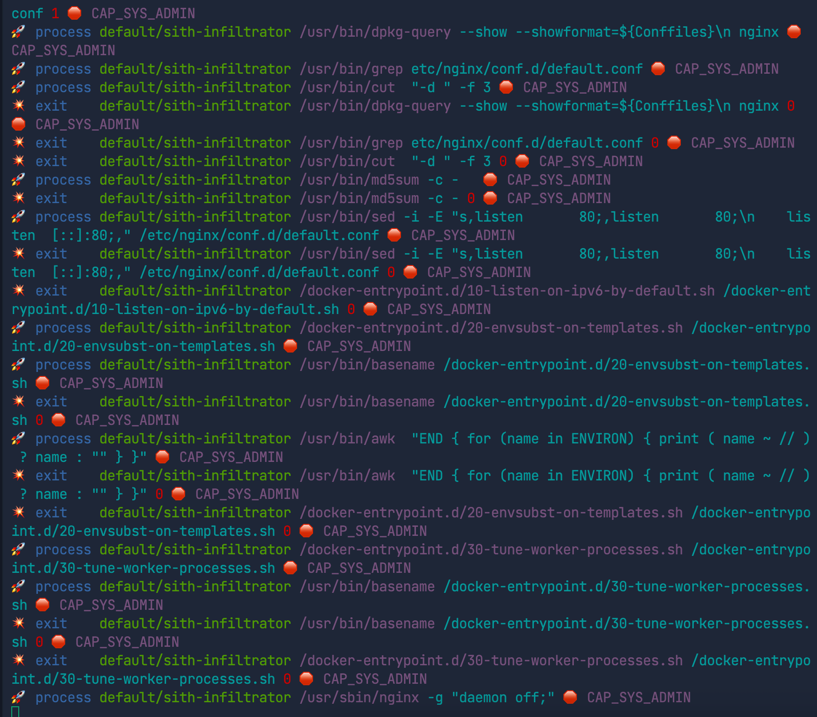 conf 1 🛑 CAP_SYS_ADMIN
🚀 process default/sith-infiltrator /usr/bin/dpkg-query --show --showformat=${Conffiles}\n nginx 🛑
CAP_SYS_ADMIN
🚀 process default/sith-infiltrator /usr/bin/grep etc/nginx/conf.d/default.conf 🛑 CAP_SYS_ADMIN
🚀 process default/sith-infiltrator /usr/bin/cut  "-d " -f 3 🛑 CAP_SYS_ADMIN
💥 exit    default/sith-infiltrator /usr/bin/dpkg-query --show --showformat=${Conffiles}\n nginx 0
🛑 CAP_SYS_ADMIN
💥 exit    default/sith-infiltrator /usr/bin/grep etc/nginx/conf.d/default.conf 0 🛑 CAP_SYS_ADMIN
💥 exit    default/sith-infiltrator /usr/bin/cut  "-d " -f 3 0 🛑 CAP_SYS_ADMIN
🚀 process default/sith-infiltrator /usr/bin/md5sum -c -   🛑 CAP_SYS_ADMIN
💥 exit    default/sith-infiltrator /usr/bin/md5sum -c - 0 🛑 CAP_SYS_ADMIN
🚀 process default/sith-infiltrator /usr/bin/sed -i -E "s,listen       80;,listen       80;\n    lis
ten  [::]:80;," /etc/nginx/conf.d/default.conf 🛑 CAP_SYS_ADMIN
💥 exit    default/sith-infiltrator /usr/bin/sed -i -E "s,listen       80;,listen       80;\n    lis
ten  [::]:80;," /etc/nginx/conf.d/default.conf 0 🛑 CAP_SYS_ADMIN
💥 exit    default/sith-infiltrator /docker-entrypoint.d/10-listen-on-ipv6-by-default.sh /docker-ent
rypoint.d/10-listen-on-ipv6-by-default.sh 0 🛑 CAP_SYS_ADMIN
🚀 process default/sith-infiltrator /docker-entrypoint.d/20-envsubst-on-templates.sh /docker-entrypo
int.d/20-envsubst-on-templates.sh 🛑 CAP_SYS_ADMIN
🚀 process default/sith-infiltrator /usr/bin/basename /docker-entrypoint.d/20-envsubst-on-templates.
sh 🛑 CAP_SYS_ADMIN
💥 exit    default/sith-infiltrator /usr/bin/basename /docker-entrypoint.d/20-envsubst-on-templates.
sh 0 🛑 CAP_SYS_ADMIN
🚀 process default/sith-infiltrator /usr/bin/awk  "END { for (name in ENVIRON) { print ( name ~ // )
 ? name : "" } }" 🛑 CAP_SYS_ADMIN
💥 exit    default/sith-infiltrator /usr/bin/awk  "END { for (name in ENVIRON) { print ( name ~ // )
 ? name : "" } }" 0 🛑 CAP_SYS_ADMIN
💥 exit    default/sith-infiltrator /docker-entrypoint.d/20-envsubst-on-templates.sh /docker-entrypo
int.d/20-envsubst-on-templates.sh 0 🛑 CAP_SYS_ADMIN
🚀 process default/sith-infiltrator /docker-entrypoint.d/30-tune-worker-processes.sh /docker-entrypo
int.d/30-tune-worker-processes.sh 🛑 CAP_SYS_ADMIN
🚀 process default/sith-infiltrator /usr/bin/basename /docker-entrypoint.d/30-tune-worker-processes.
sh 🛑 CAP_SYS_ADMIN
💥 exit    default/sith-infiltrator /usr/bin/basename /docker-entrypoint.d/30-tune-worker-processes.
sh 0 🛑 CAP_SYS_ADMIN
💥 exit    default/sith-infiltrator /docker-entrypoint.d/30-tune-worker-processes.sh /docker-entrypo
int.d/30-tune-worker-processes.sh 0 🛑 CAP_SYS_ADMIN
🚀 process default/sith-infiltrator /usr/sbin/nginx -g "daemon off;" 🛑 CAP_SYS_ADMIN